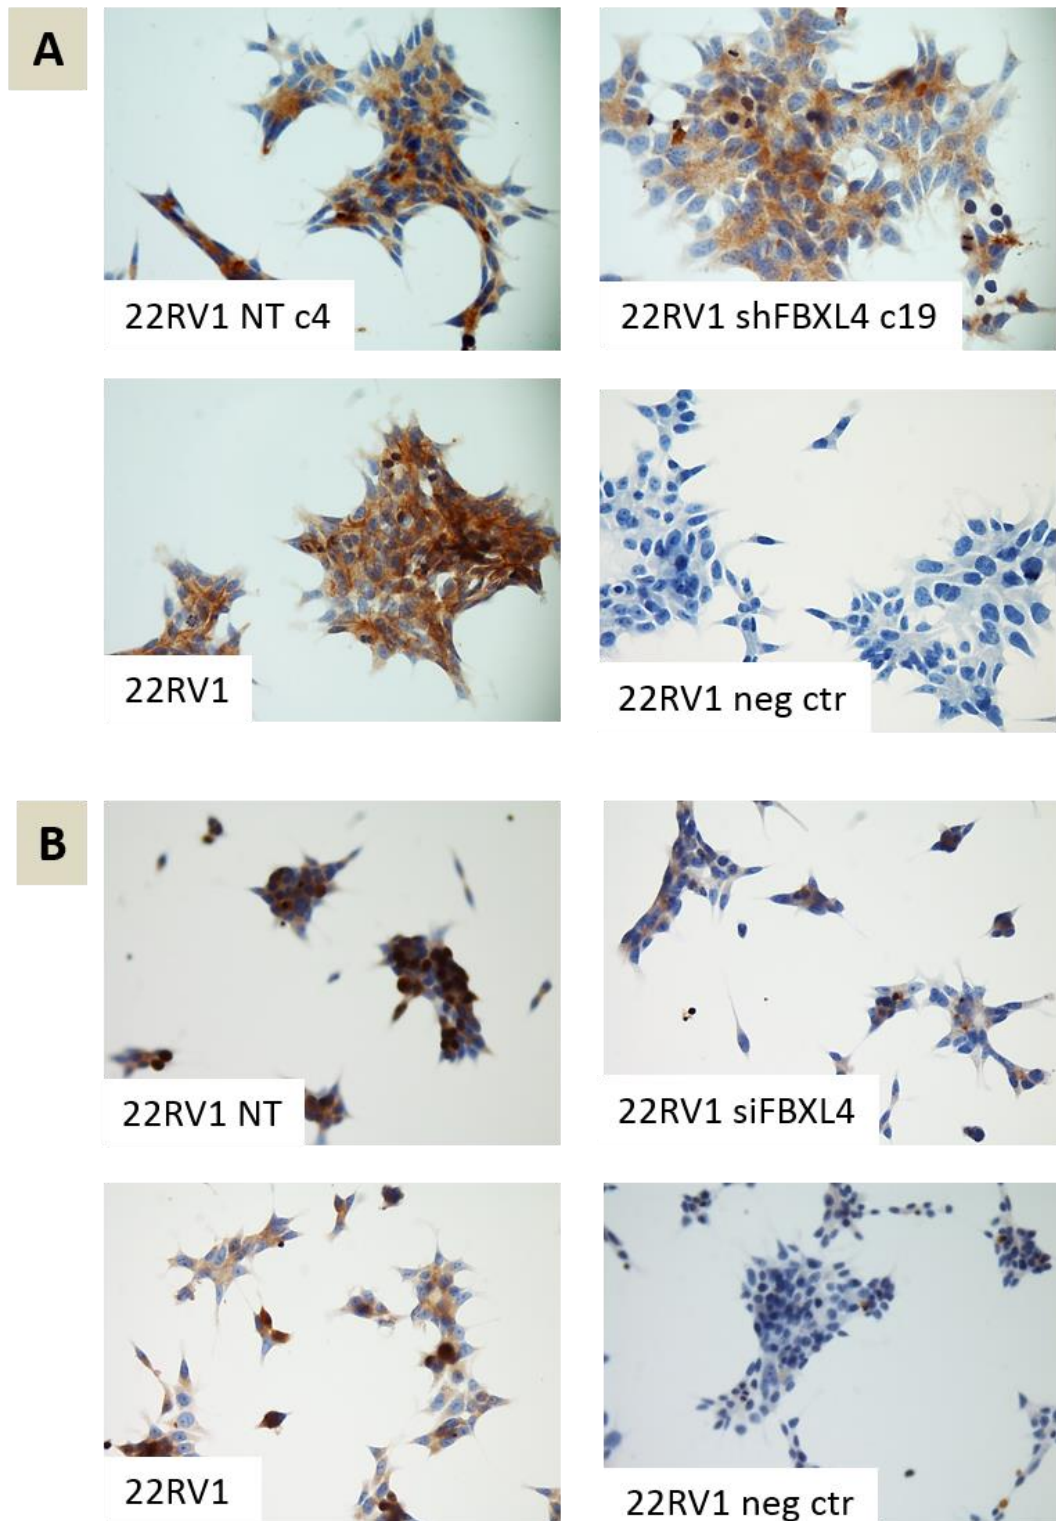 A
22RV1 NT c4
22RV1 shFBXL4 c19
22RV1
22RV1 neg ctr
B
22RV1 NT
22RV1 siFBXL4
22RV1
22RV1 neg ctr